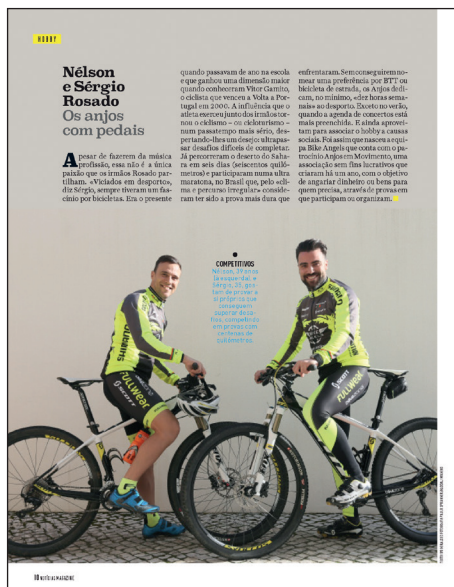 HOBBY
Nélson
e Sérgio
Rosado
Os anjos
com pedais
Apesar de fazerem da música
profissão, essa não é a única
paixão que os irmãos Rosado par-
tilham. «Viciados em desporto»,
diz Sérgio, sempre tiveram um fas-
cínio por bicicletas. Era o presente
quando passavam de ano na escola
e que ganhou uma dimensão maior
quando conheceram Vítor Gamito,
o ciclista que venceu a Volta a Por-
tugal em 2000. A influência que o
atleta exerceu junto dos irmãos tor-
nou o ciclismo – ou cicloturismo –
num passatempo mais sério, des-
pertando-lhes um desejo ultrapas-
sar desafios difíceis de completar.
Já percorreram o deserto do Saha-
ra em seis dias (seiscentos quiló-
metros) e participaram numa ultra
maratona, no Brasil que, pelo «cli-
ma e percurso irregular» conside-
ram ter sido a prova mais dura que
enfrentaram. Sem conseguirem no-
mear uma preferência por BTT ou
bicicleta de estrada, os Anjos dedi-
cam, no mínimo, «dez horas sema-
nais» ao desporto. Exceto no verão,
quando a agenda de concertos está
mais preenchida. E ainda aprovei-
tam para associar o hobby a causas
sociais. Foi assim que nasceu a equi-
pa Bike Angels que conta com o pa-
trocínio Anjos em Movimento, uma
associação sem fins lucrativos que
criaram há um ano, com o objetivo
de angariar dinheiro ou bens para
quem precisa, através de provas em
que participam ou organizam.
COMPETITIVOS
Nélson, 39 anos
(à esquerda), e
Sérgio, 35, gos-
tam de provar a
si próprios que
conseguem
superar desa-
fios, competindo
em provas com
centenas de
quilómetros.
FULLWEAR
SCOTT
FULLWEAR
SCOTT
NOTÍCIAS MAGAZINE